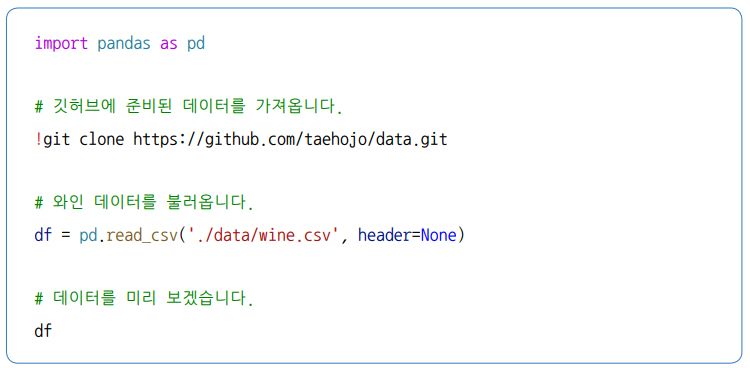 import pandas as pd
# 깃허브에 준비된 데이터를 가져옵니다.
!git clone https://github.com/taehojo/data.git
# 와인 데이터를 불러옵니다.
df = pd.read_csv('./data/wine.csv', header=None)
# 데이터를 미리 보겠습니다.
df